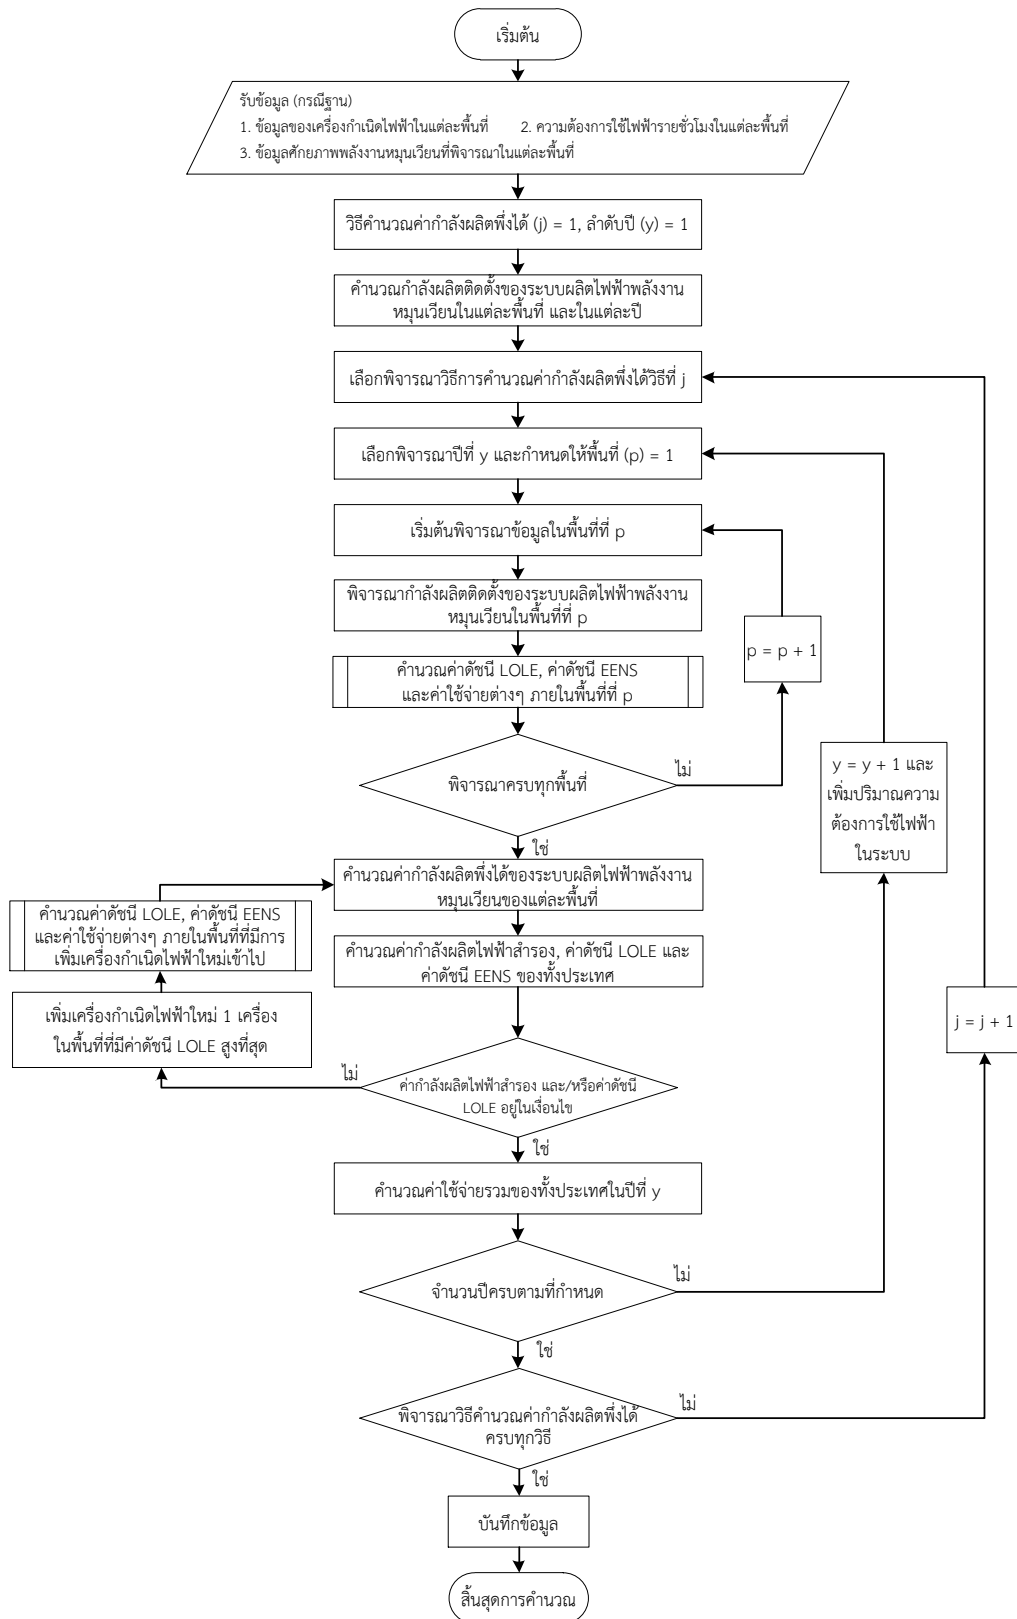 เริ่มต้น
รับข้อมูล (กรณีฐาน)
1. ข้อมูลของเครื่องกำเนิดไฟฟ้าในแต่ละพื้นที่ 2. ความต้องการใช้ไฟฟ้ารายชั่วโมงในแต่ละพื้นที่
3. ข้อมูลศักยภาพพลังงานหมุนเวียนที่พิจารณาในแต่ละพื้นที่
วิธีคำนวณค่ากำลังผลิตพึ่งได้ (j) = 1, ลำดับปี (y) = 1
คำนวณกำลังผลิตติดตั้งของระบบผลิตไฟฟ้าพลังงาน
หมุนเวียนในแต่ละพื้นที่ และในแต่ละปี
เลือกพิจารณาวิธีการคำนวณค่ากำลังผลิตพึ่งได้วิธีที่ j
เลือกพิจารณาปีที่ y และกำหนดให้พื้นที่ (p) = 1
เริ่มต้นพิจารณาข้อมูลในพื้นที่ที่ p
พิจารณากำลังผลิตติดตั้งของระบบผลิตไฟฟ้าพลังงาน
หมุนเวียนในพื้นที่ที่ p
p = p + 1
คำนวณค่าดัชนี LOLE, ค่าดัชนี EENS
และค่าใช้จ่ายต่างๆ ภายในพื้นที่ที่ p
พิจารณาครบทุกพื้นที่
ไม่
ใช่
y = y + 1 และ
เพิ่มปริมาณความ
ต้องการใช้ไฟฟ้า
ในระบบ
คำนวณค่ากำลังผลิตพึ่งได้ของระบบผลิตไฟฟ้าพลังงาน
หมุนเวียนของแต่ละพื้นที่
คำนวณค่าดัชนี LOLE, ค่าดัชนี EENS
และค่าใช้จ่ายต่างๆ ภายในพื้นที่ที่มีการ
เพิ่มเครื่องกำเนิดไฟฟ้าใหม่เข้าไป
คำนวณค่ากำลังผลิตไฟฟ้าสำรอง, ค่าดัชนี LOLE และ
ค่าดัชนี EENS ของทั้งประเทศ
เพิ่มเครื่องกำเนิดไฟฟ้าใหม่ 1 เครื่อง
ในพื้นที่ที่มีค่าดัชนี LOLE สูงที่สุด
j = j + 1
ไม่
ค่ากำลังผลิตไฟฟ้าสำรอง และ/หรือค่าดัชนี
LOLE อยู่ในเงื่อนไข
ใช่
คำนวณค่าใช้จ่ายรวมของทั้งประเทศในปีที่ y
จำนวนปีครบตามที่กำหนด
ไม่
ใช่
พิจารณาวิธีคำนวณค่ากำลังผลิตพึ่งได้
ครบทุกวิธี
ไม่
ใช่
บันทึกข้อมูล
สิ้นสุดการคำนวณ